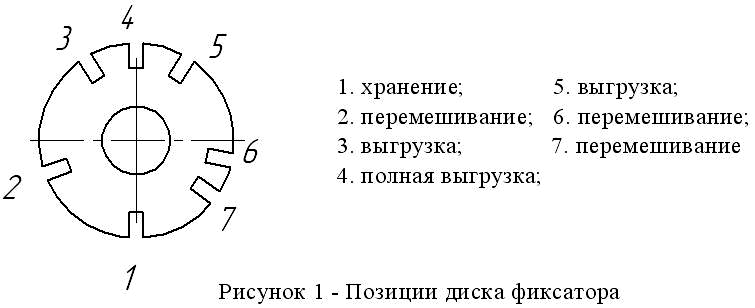 4
3
5
6
2
7
1
1. хранение; 5. выгрузка;
2. перемешивание; 6. перемешивание;
3. выгрузка; 7. перемешивание
4. полная выгрузка;
Рисунок 1 - Позиции диска фиксатора